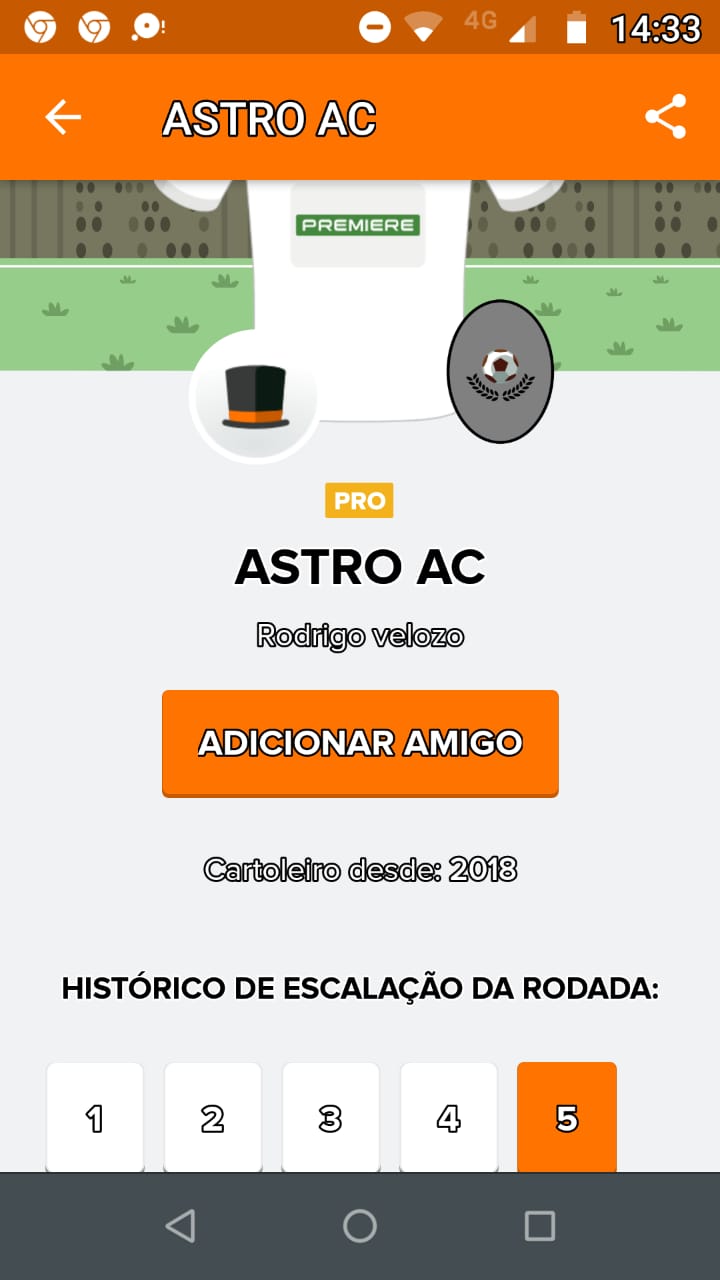 4G 14:33
ASTRO AC
PREMIERE
PRO
ASTRO AC
Rodrigo velozo
ADICIONAR AMIGO
Cartoleiro desde: 2018
HISTÓRICO DE ESCALAÇÃO DA RODADA:
1 2 3 4 5